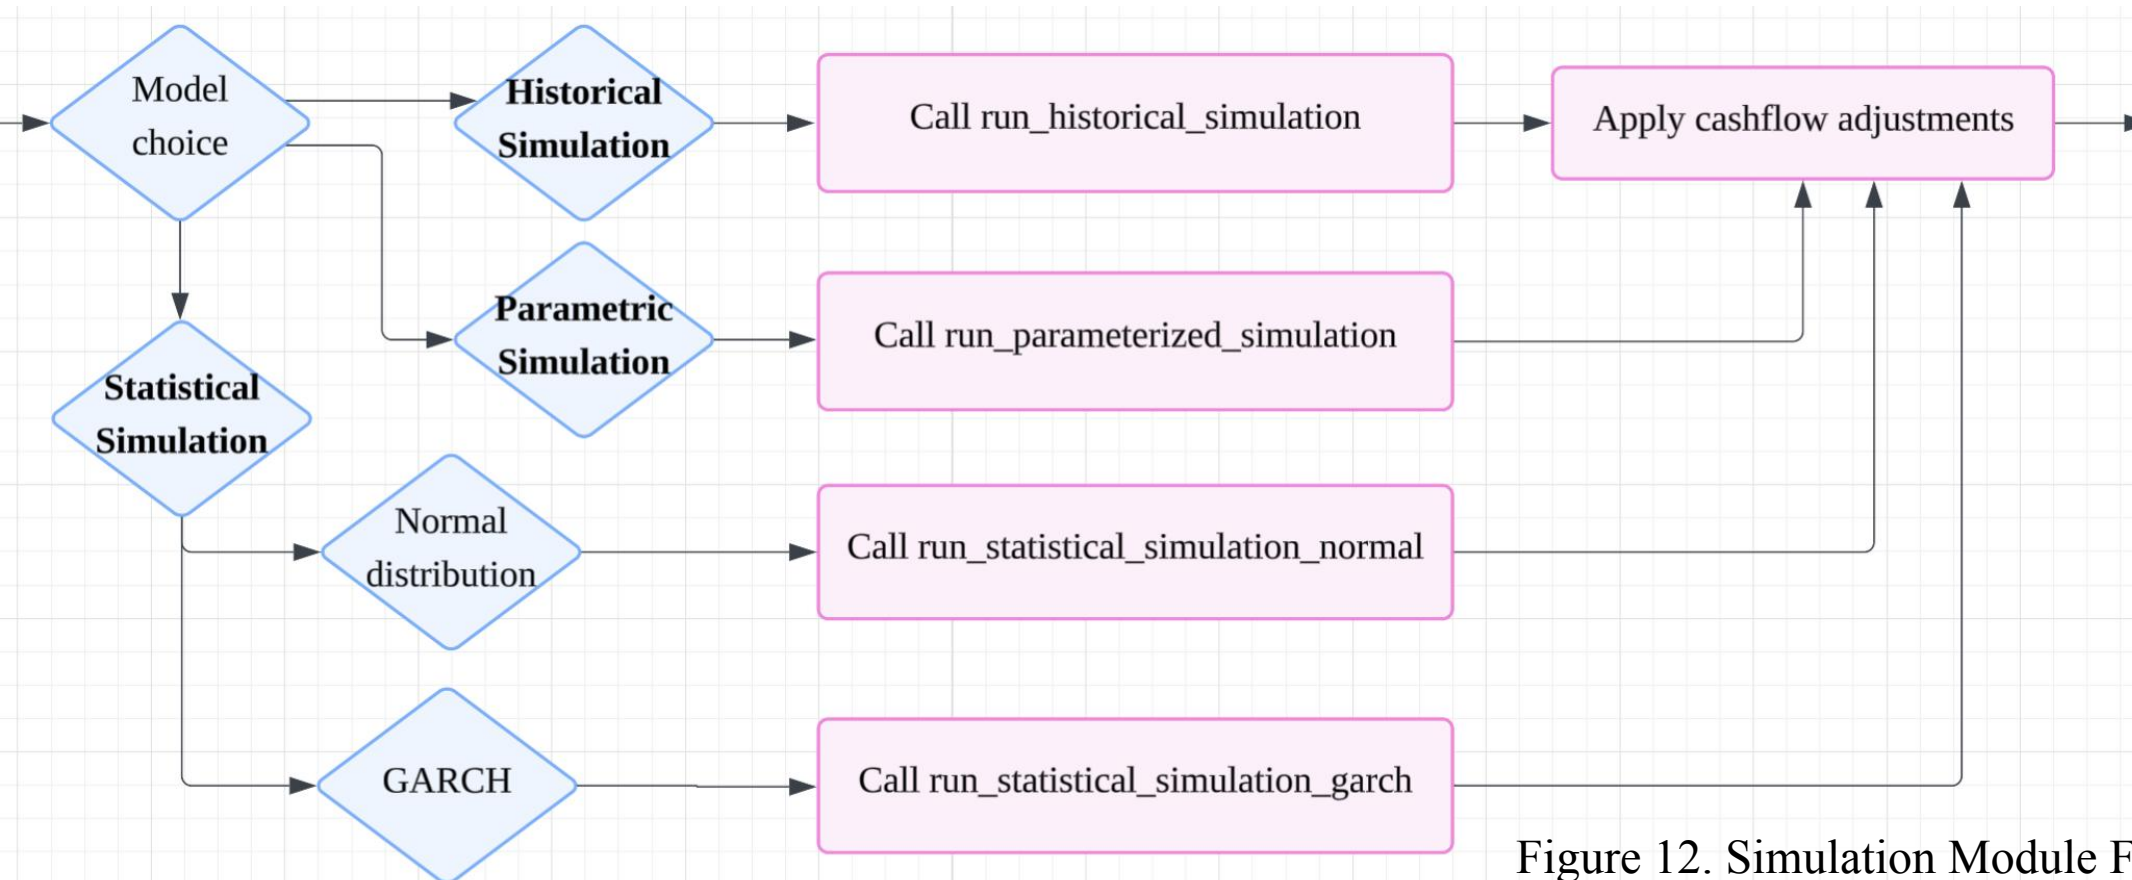 Model
choice
Historical
Simulation
Call run_historical_simulation
Apply cashflow adjustments
Parametric
Simulation
Call run_parameterized_simulation
Statistical
Simulation
Normal
distribution
Call run_statistical_simulation_normal
GARCH
Call run_statistical_simulation_garch
Figure 12. Simulation Module F